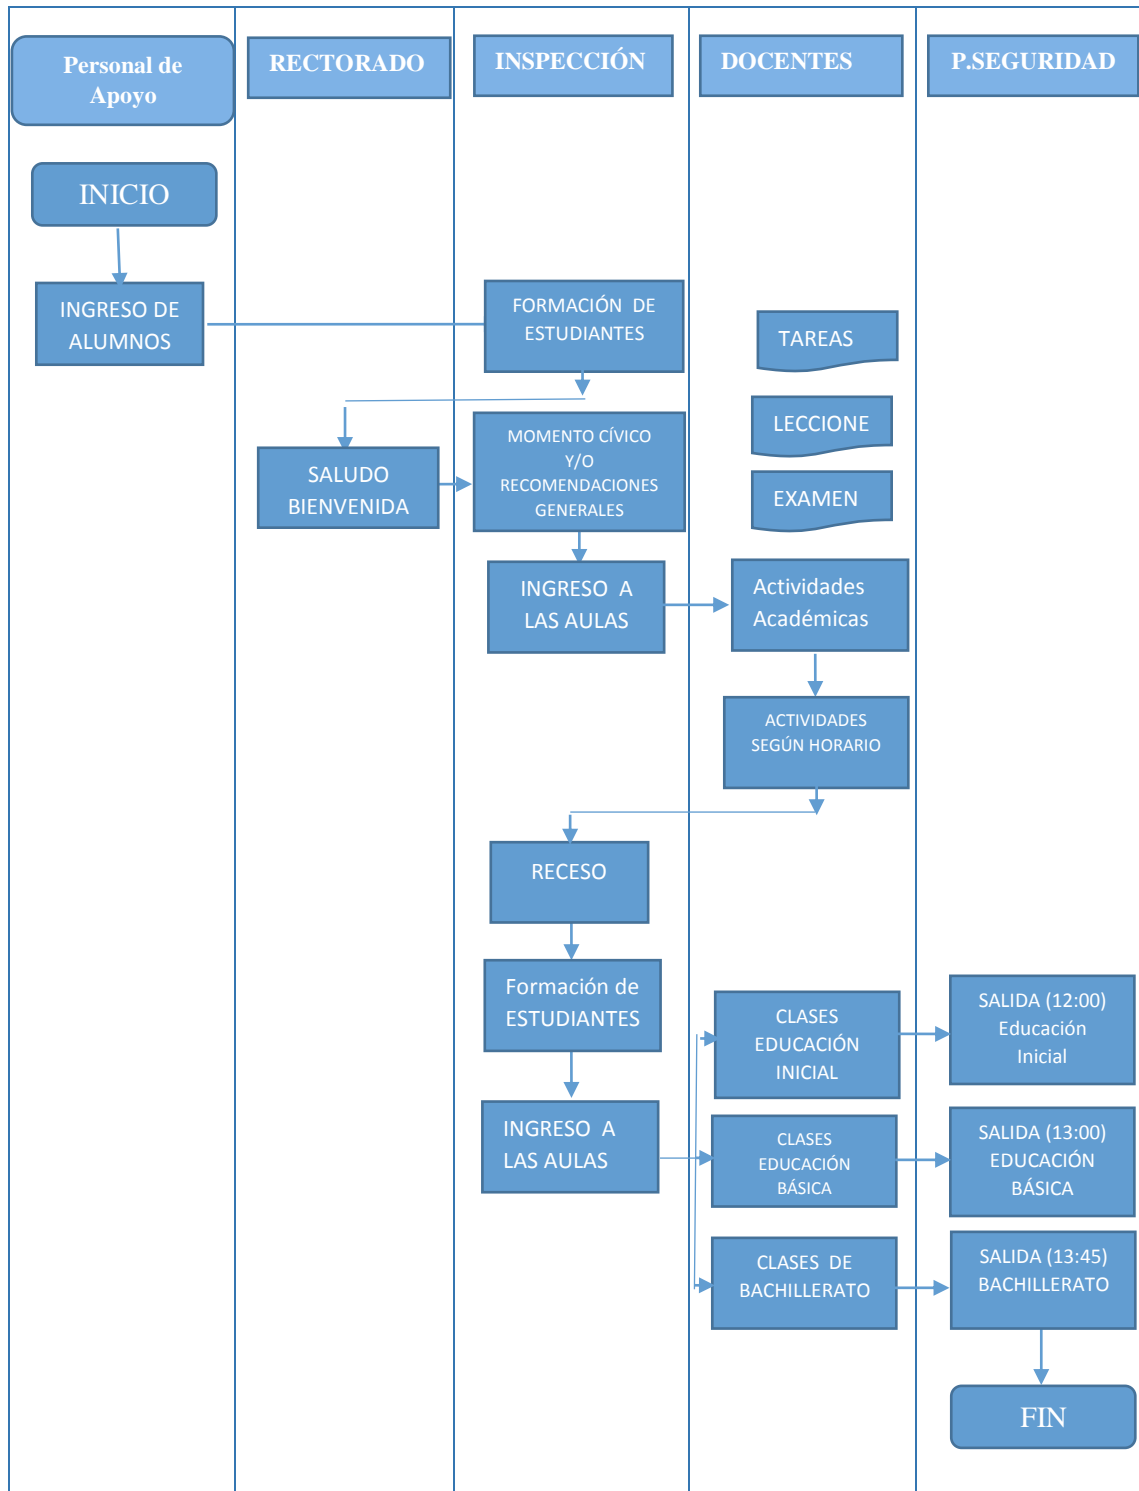 Personal de
Apoyo
RECTORADO
INSPECCIÓN
DOCENTES
P.SEGURIDAD
INICIO
INGRESO DE
ALUMNOS
FORMACIÓN DE
ESTUDIANTES
TAREAS
LECCIONE
EXAMEN
SALUDO
BIENVENIDA
MOMENTO CÍVICO
Y/O
RECOMENDACIONES
GENERALES
INGRESO A
LAS AULAS
Actividades
Académicas
ACTIVIDADES
SEGÚN HORARIO
RECESO
Formación de
ESTUDIANTES
INGRESO A
LAS AULAS
CLASES
EDUCACIÓN
INICIAL
SALIDA (12:00)
Educación
Inicial
CLASES
EDUCACIÓN
BÁSICA
SALIDA (13:00)
EDUCACIÓN
BÁSICA
CLASES DE
BACHILLERATO
SALIDA (13:45)
BACHILLERATO
FIN